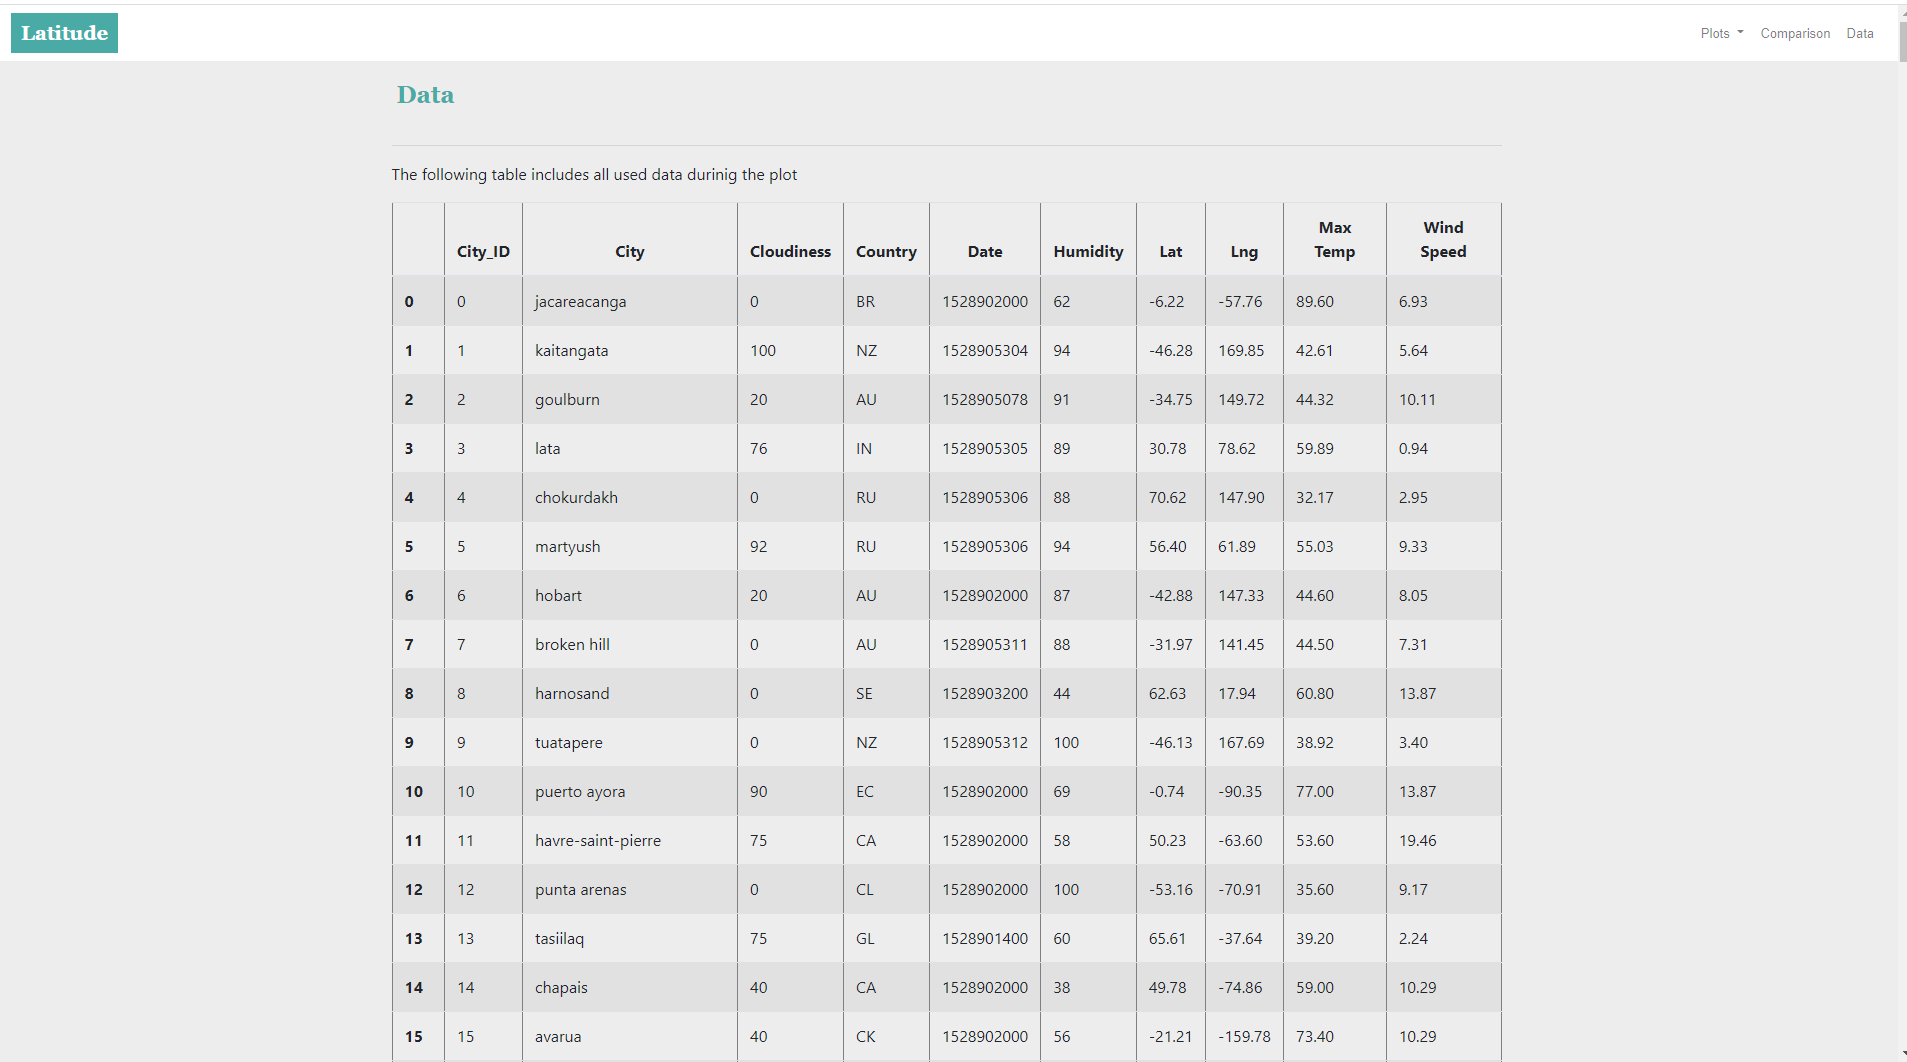 Latitude
Plots Comparison Data
Data
The following table includes all used data durinig the plot
City_ID City Cloudiness Country Date Humidity Lat Lng Max Temp Wind Speed
0 0 jacareacanga 0 BR 1528902000 62 -6.22 -57.76 89.60 6.93
1 1 kaitangata 100 NZ 1528905304 94 -46.28 169.85 42.61 5.64
2 2 goulburn 20 AU 1528905078 91 -34.75 149.72 44.32 10.11
3 3 lata 76 IN 1528905305 89 30.78 78.62 59.89 0.94
4 4 chokurdakh 0 RU 1528905306 88 70.62 147.90 32.17 2.95
5 5 martyush 92 RU 1528905306 94 56.40 61.89 55.03 9.33
6 6 hobart 20 AU 1528902000 87 -42.88 147.33 44.60 8.05
7 7 broken hill 0 AU 1528905311 88 -31.97 141.45 44.50 7.31
8 8 harnosand 0 SE 1528903200 44 62.63 17.94 60.80 13.87
9 9 tuatapere 0 NZ 1528905312 100 -46.13 167.69 38.92 3.40
10 10 puerto ayora 90 EC 1528902000 69 -0.74 -90.35 77.00 13.87
11 11 havre-saint-pierre 75 CA 1528902000 58 50.23 -63.60 53.60 19.46
12 12 punta arenas 0 CL 1528902000 100 -53.16 -70.91 35.60 9.17
13 13 tasiilaq 75 GL 1528901400 60 65.61 -37.64 39.20 2.24
14 14 chapais 40 CA 1528902000 38 49.78 -74.86 59.00 10.29
15 15 avarua 40 CK 1528902000 56 -21.21 -159.78 73.40 10.29